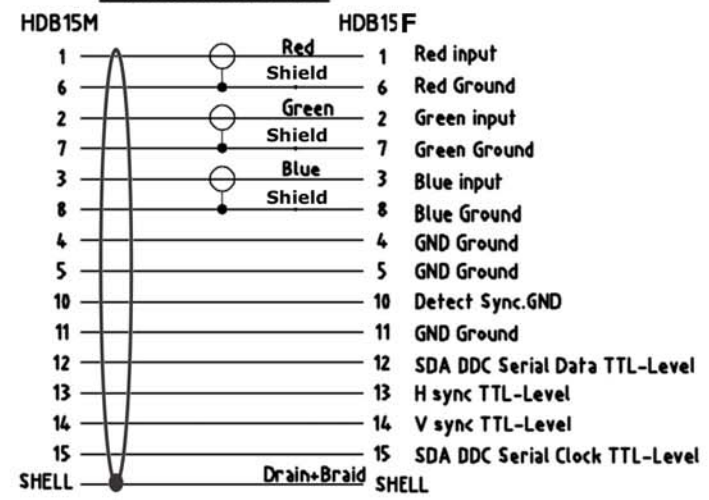 HDB15M HDB15F
1 Red 1 Red input
Shield
6 6 Red Ground
2 Green 2 Green input
Shield
7 7 Green Ground
3 Blue 3 Blue input
Shield
8 8 Blue Ground
4 4 GND Ground
5 5 GND Ground
10 10 Detect Sync.GND
11 11 GND Ground
12 12 SDA DDC Serial Data TTL-Level
13 13 H sync TTL-Level
14 14 V sync TTL-Level
15 15 SDA DDC Serial Clock TTL-Level
SHELL Drain+Braid SHELL